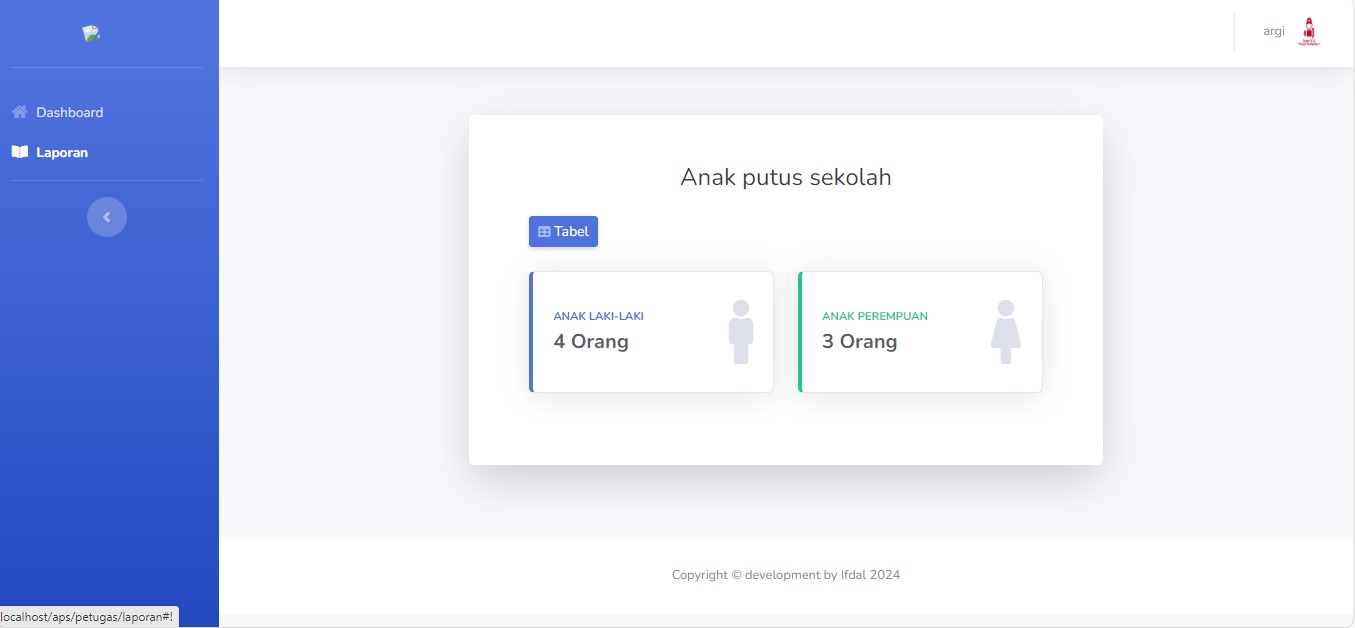 argi
Dashboard
Laporan
Anak putus sekolah
Tabel
ANAK LAKI-LAKI
4 Orang
ANAK PEREMPUAN
3 Orang
Copyright © development by Ifdal 2024
localhost/aps/petugas/laporan#!